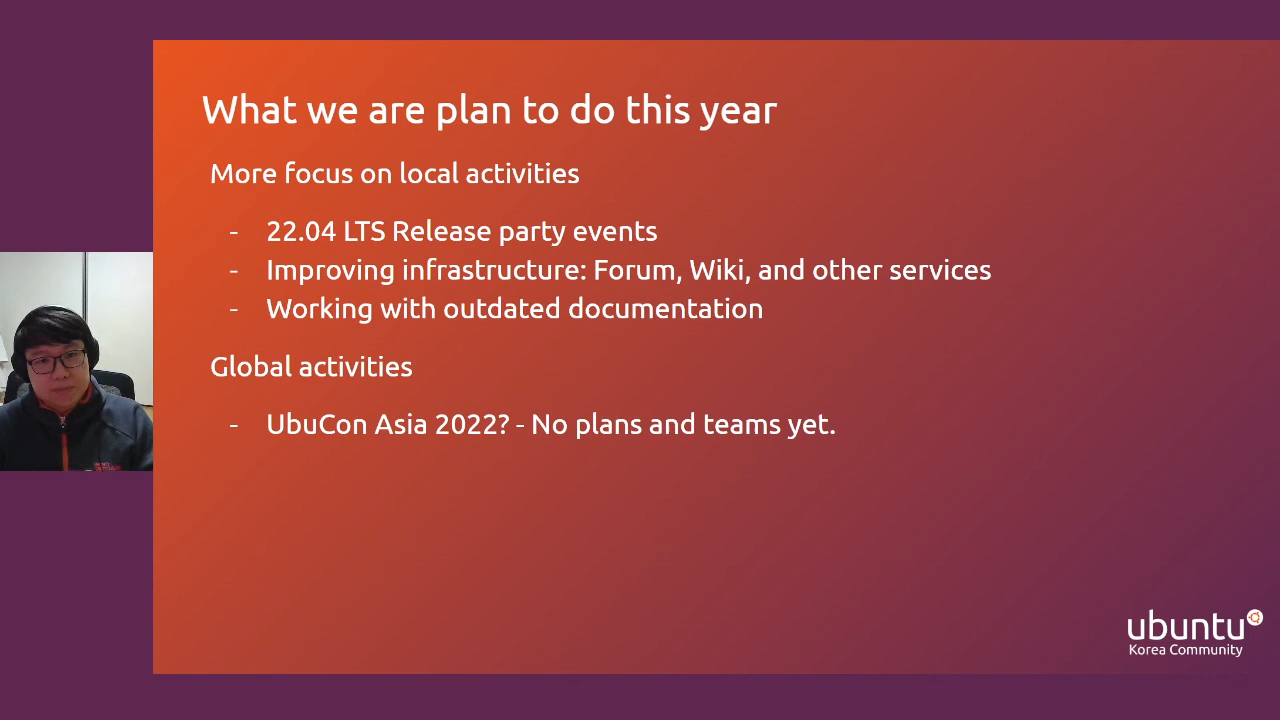 What we are plan to do this year
More focus on local activities
- 22.04 LTS Release party events
- Improving infrastructure: Forum, Wiki, and other services
- Working with outdated documentation
Global activities
- UbuCon Asia 2022? - No plans and teams yet.
ubuntu
Korea Community